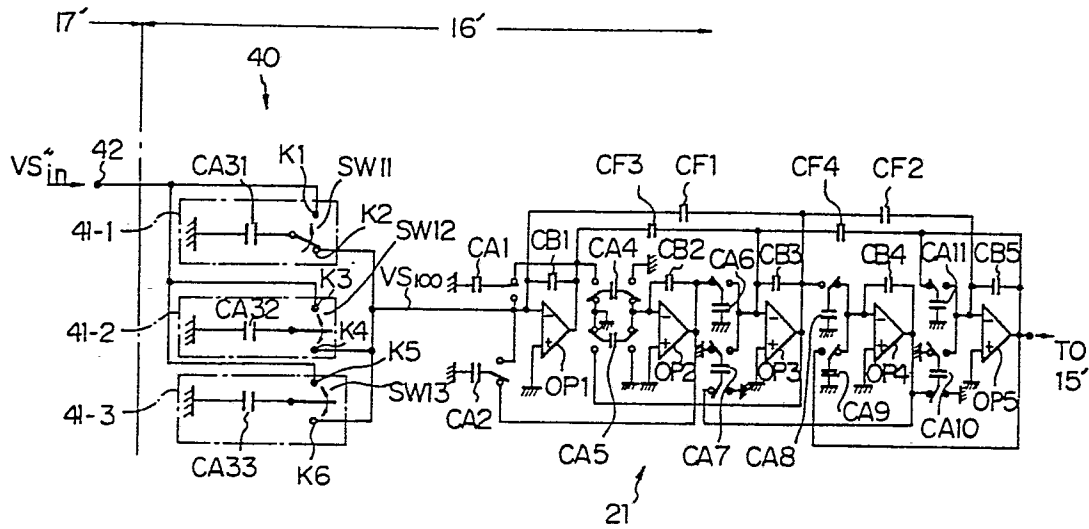 17′ 16′
40
VS″in 42 CA31 K1 SW11
41-1 K2 SW12
K3
41-2 CA32 K4 K5
SW13
41-3 CA33 K6
VS100
CF3 CF1 CF4 CF2
CA1 CB1 CA4 CB2 CA6 CB3 CB4 CA11 CB5
OP1 OP2 OP3 OP4 OP5
CA2 CA5 CA7 CA8 CA9 CA10
TO
15′
21′